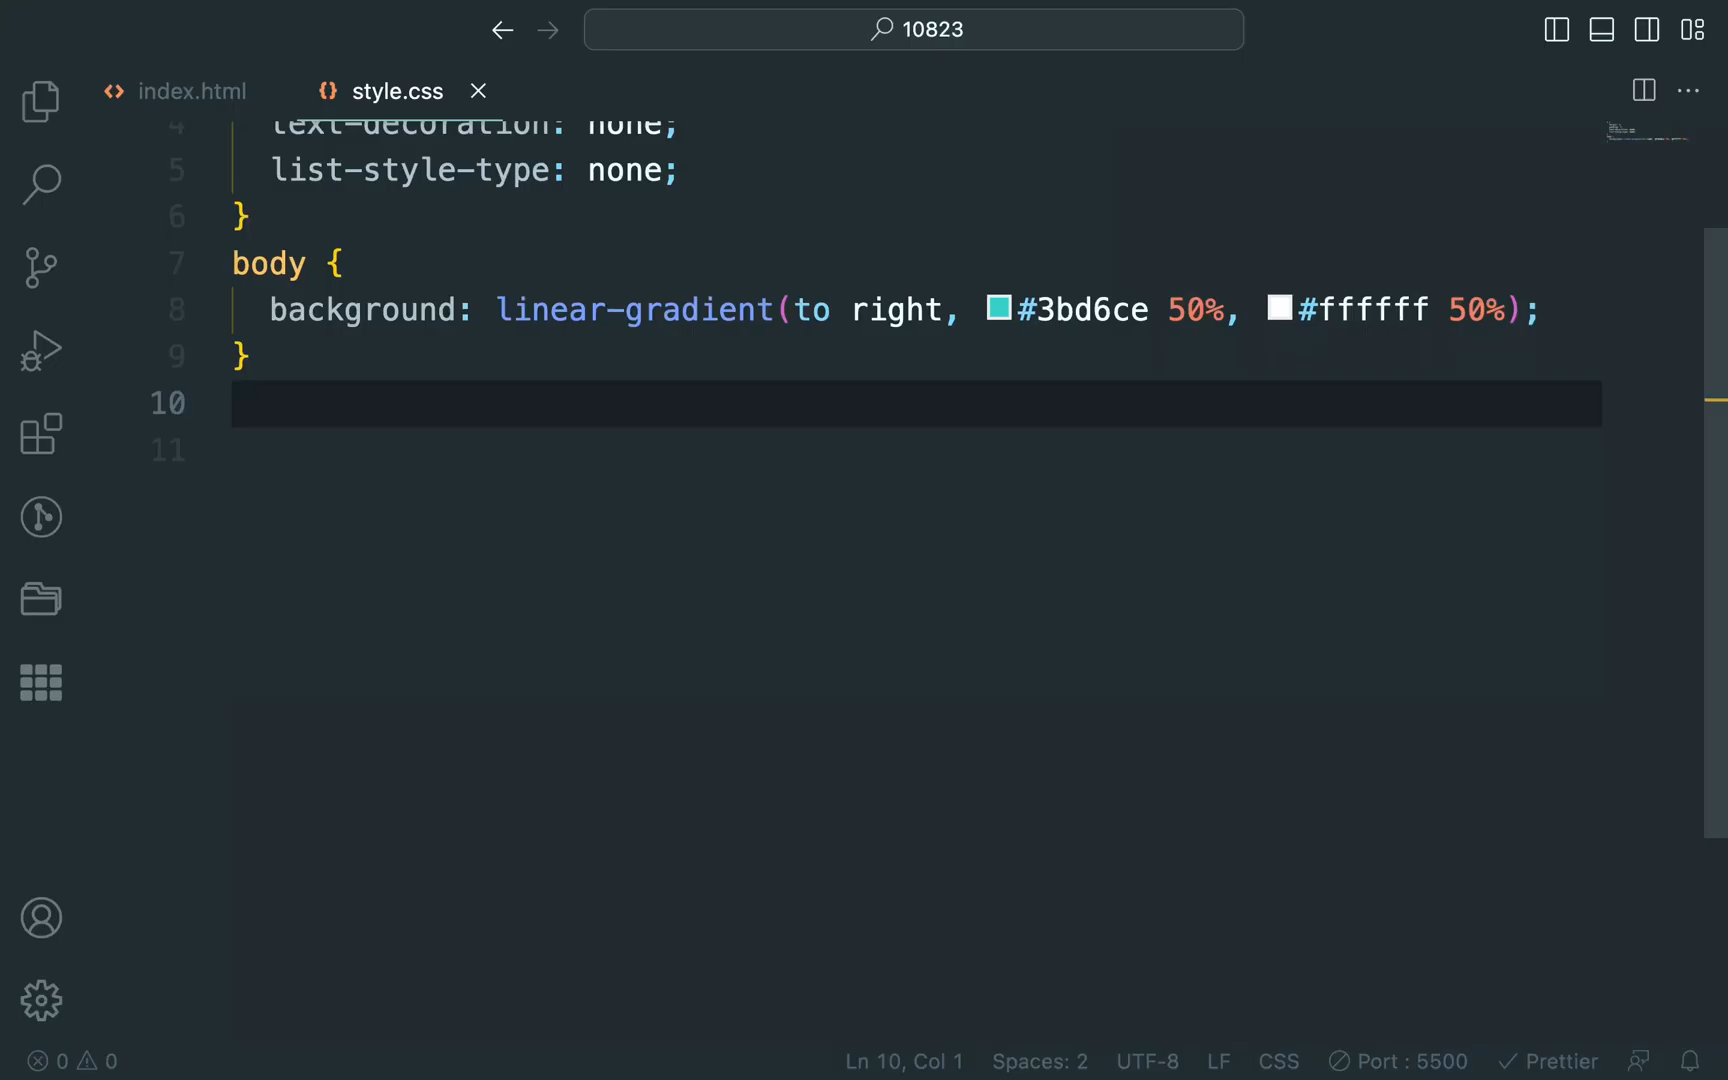 10823
index.html
style.css
4 text-decoration: none;
5 list-style-type: none;
6 }
7 body {
8 background: linear-gradient(to right, #3bd6ce 50%, #ffffff 50%);
9 }
10
11
0 0 Ln 10, Col 1 Spaces: 2 UTF-8 LF CSS Port : 5500 Prettier